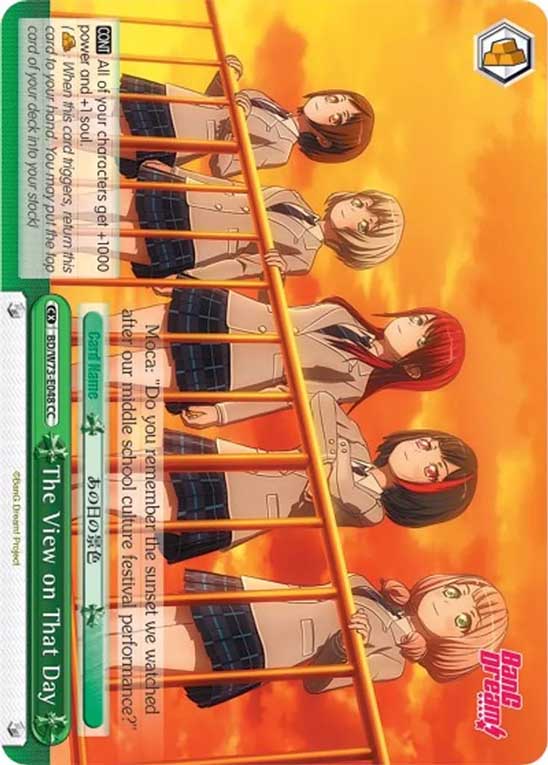 BanG
Dream!
[CONT] All of your characters get +1000
power and +1 soul.
( : When this card triggers, return this
card to your hand. You may put the top
card of your deck into your stock)
Moca: "Do you remember the sunset we watched
after our middle school culture festival performance?"
Card Name
あの日の景色
CX
BD/W73-E048 CC
The View on That Day
©BanG Dream! Project